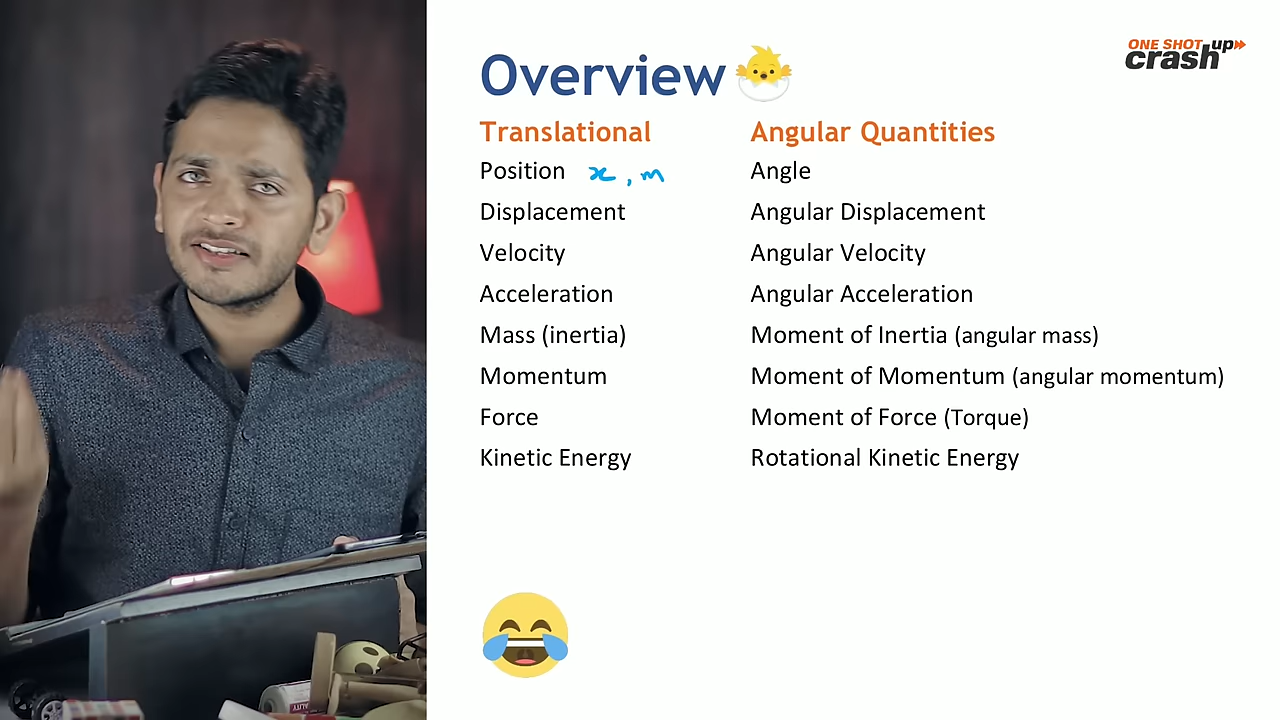 ONE SHOT up
crash
Overview
Translational Angular Quantities
Position x, m Angle
Displacement Angular Displacement
Velocity Angular Velocity
Acceleration Angular Acceleration
Mass (inertia) Moment of Inertia (angular mass)
Momentum Moment of Momentum (angular momentum)
Force Moment of Force (Torque)
Kinetic Energy Rotational Kinetic Energy